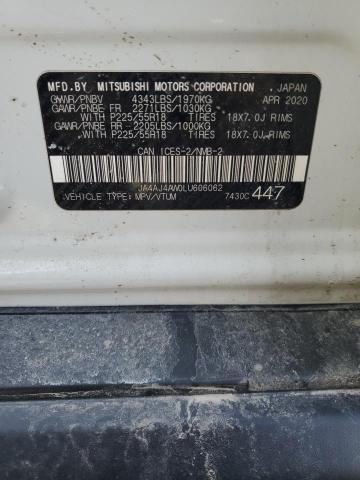 MFD.BY MITSUBISHI MOTORS CORPORATION , JAPAN
GVWR/PNBV 4343LBS/1970KG APR 2020
GAWR/PNBE FR 2271LBS/1030KG
WITH P225/55R18 TIRES 18X7.0J RIMS
GAWR/PNBE RR 2205LBS/1000KG
WITH P225/55R18 TIRES 18X7.0J RIMS
CAN ICES-2/NMB-2
JA4AJ4AW0LU606062
VEHICLE TYPE: MPV/VTUM 7430C 447